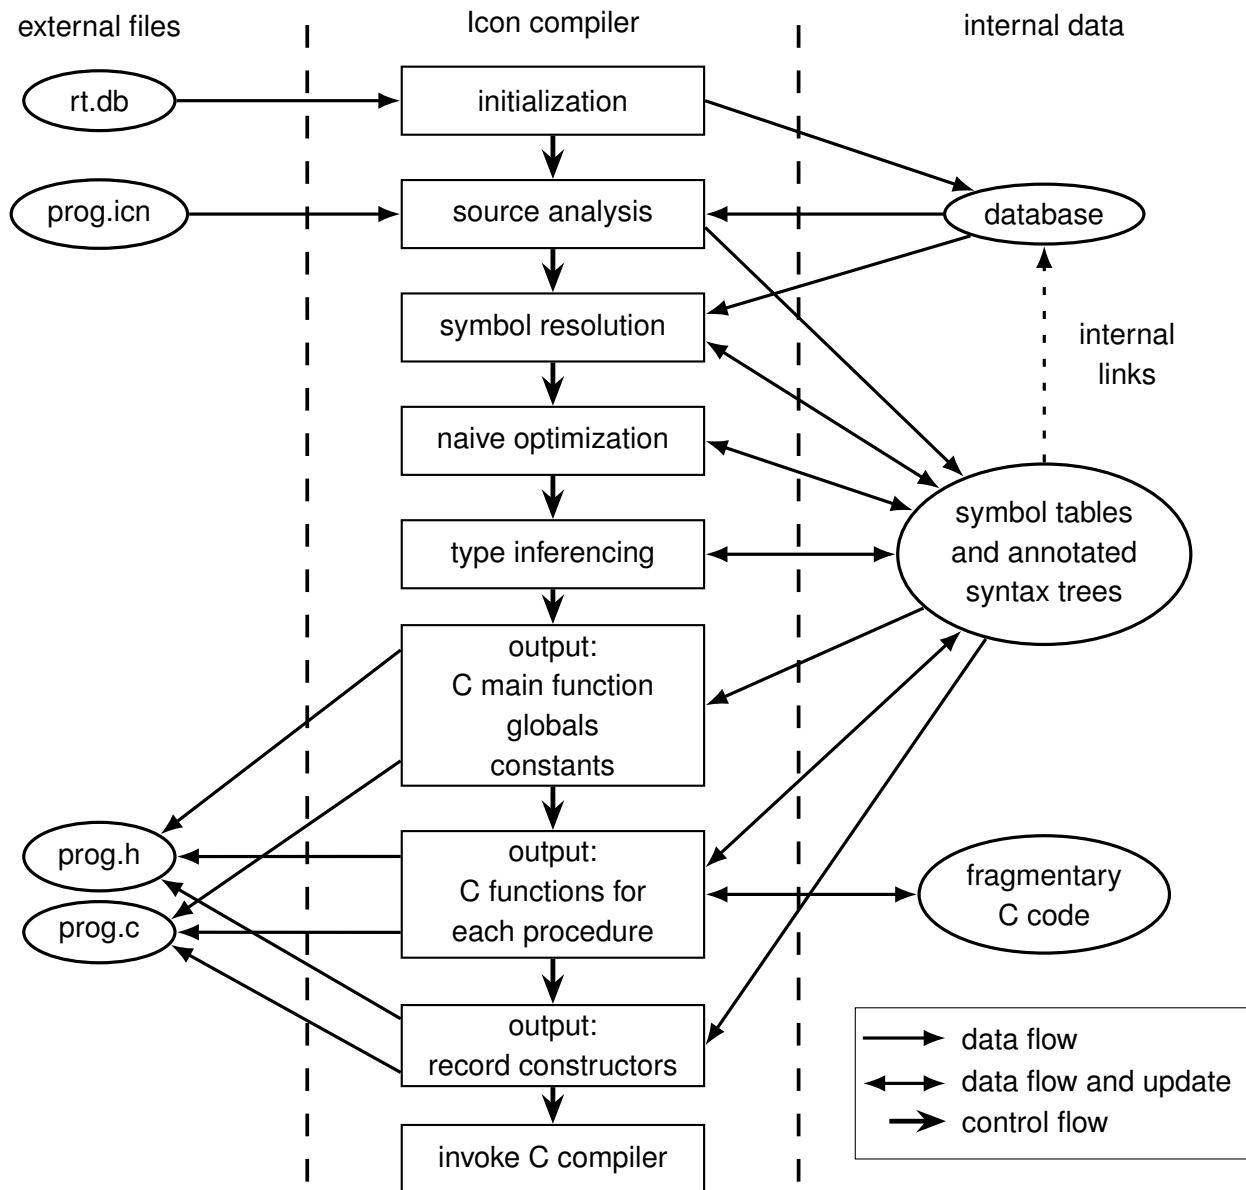 external files
Icon compiler
internal data
rt.db
initialization
prog.icn
source analysis
database
symbol resolution
internal
links
naive optimization
symbol tables
and annotated
syntax trees
type inferencing
output:
C main function
globals
constants
prog.h
prog.c
output:
C functions for
each procedure
fragmentary
C code
output:
record constructors
invoke C compiler
data flow
data flow and update
control flow